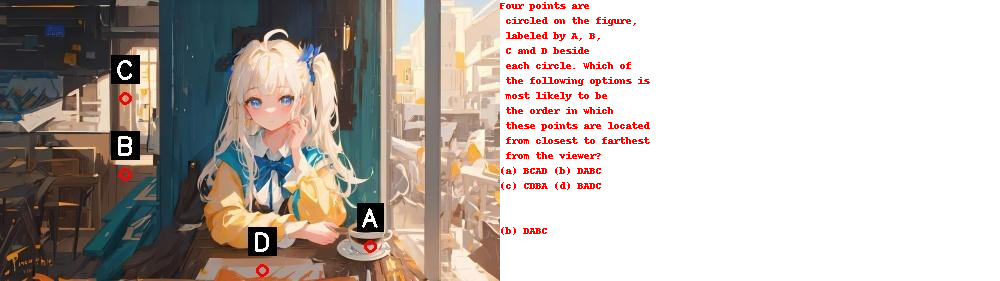 C
B
A
D
Four points are
circled on the figure,
labeled by A, B,
C and D beside
each circle. Which of
the following options is
most likely to be
the order in which
these points are located
from closest to farthest
from the viewer?
(a) BCAD (b) DABC
(c) CDBA (d) BADC
(b) DABC